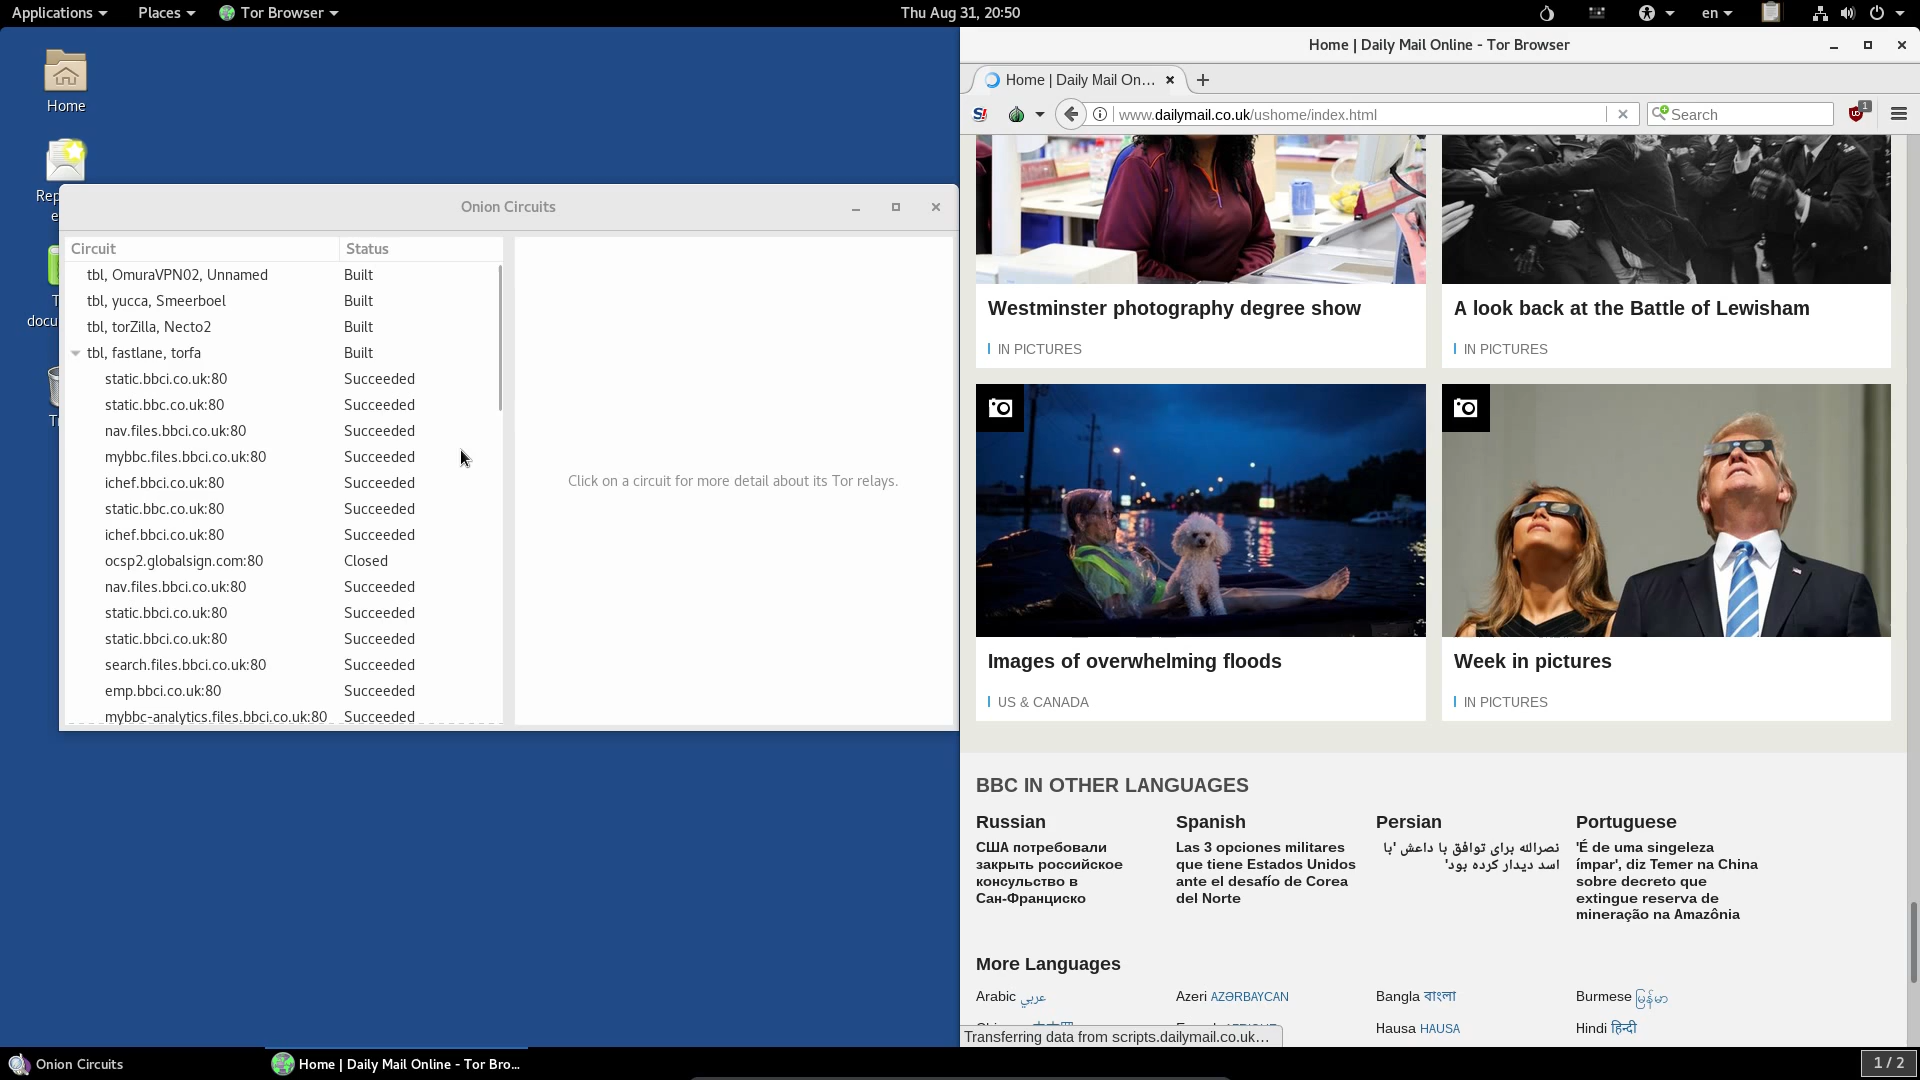 Applications
Places
Tor Browser
Thu Aug 31, 20:50
en
Home
Onion Circuits
Circuit
Status
tbl, OmuraVPN02, Unnamed
Built
tbl, yucca, Smeerboel
Built
tbl, torZilla, Necto2
Built
tbl, fastlane, torfa
Built
static.bbci.co.uk:80
Succeeded
static.bbc.co.uk:80
Succeeded
nav.files.bbci.co.uk:80
Succeeded
mybbc.files.bbci.co.uk:80
Succeeded
ichef.bbci.co.uk:80
Succeeded
static.bbc.co.uk:80
Succeeded
ichef.bbci.co.uk:80
Succeeded
ocsp2.globalsign.com:80
Closed
nav.files.bbci.co.uk:80
Succeeded
static.bbci.co.uk:80
Succeeded
static.bbci.co.uk:80
Succeeded
search.files.bbci.co.uk:80
Succeeded
emp.bbci.co.uk:80
Succeeded
mybbc-analytics.files.bbci.co.uk:80
Succeeded
Click on a circuit for more detail about its Tor relays.
Home | Daily Mail Online - Tor Browser
Home | Daily Mail On…
www.dailymail.co.uk/ushome/index.html
Search
1
Westminster photography degree show
IN PICTURES
A look back at the Battle of Lewisham
IN PICTURES
Images of overwhelming floods
US & CANADA
Week in pictures
IN PICTURES
BBC IN OTHER LANGUAGES
Russian
США потребовали
закрыть российское
консульство в
Сан-Франциско
Spanish
Las 3 opciones militares
que tiene Estados Unidos
ante el desafío de Corea
del Norte
Persian
نصرالله برای توافق با داعش 'با
اسد دیدار کرده بود'
Portuguese
'É de uma singeleza
ímpar', diz Temer na China
sobre decreto que
extingue reserva de
mineração na Amazônia
More Languages
Arabic عربي
Azeri AZƏRBAYCAN
Bangla বাংলা
Burmese မြန်မာ
Hausa HAUSA
Hindi हिन्दी
Transferring data from scripts.dailymail.co.uk…
Onion Circuits
Home | Daily Mail Online - Tor Bro…
1 / 2